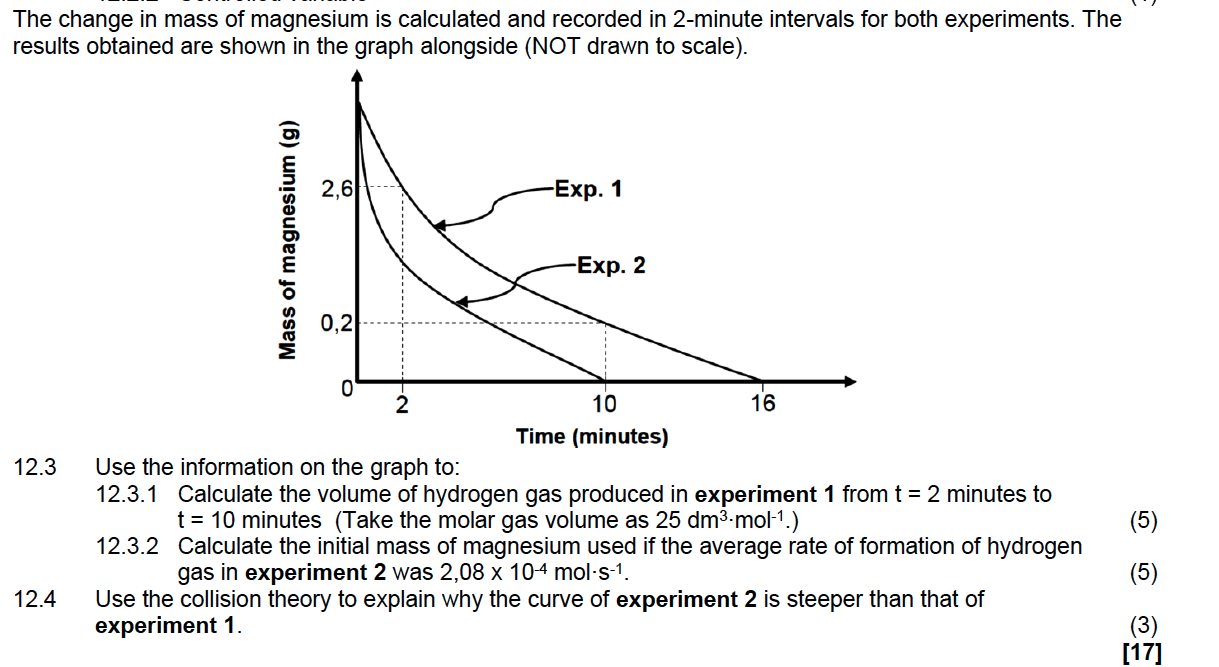 The change in mass of magnesium is calculated and recorded in 2-minute intervals for both experiments. The
results obtained are shown in the graph alongside (NOT drawn to scale).
Mass of magnesium (g)
2,6
Exp. 1
Exp. 2
0,2
0
2
10
16
Time (minutes)
12.3 Use the information on the graph to:
12.3.1 Calculate the volume of hydrogen gas produced in experiment 1 from t = 2 minutes to
t = 10 minutes (Take the molar gas volume as 25 dm³·mol⁻¹.) (5)
12.3.2 Calculate the initial mass of magnesium used if the average rate of formation of hydrogen
gas in experiment 2 was 2,08 x 10⁻⁴ mol·s⁻¹. (5)
12.4 Use the collision theory to explain why the curve of experiment 2 is steeper than that of
experiment 1. (3)
[17]